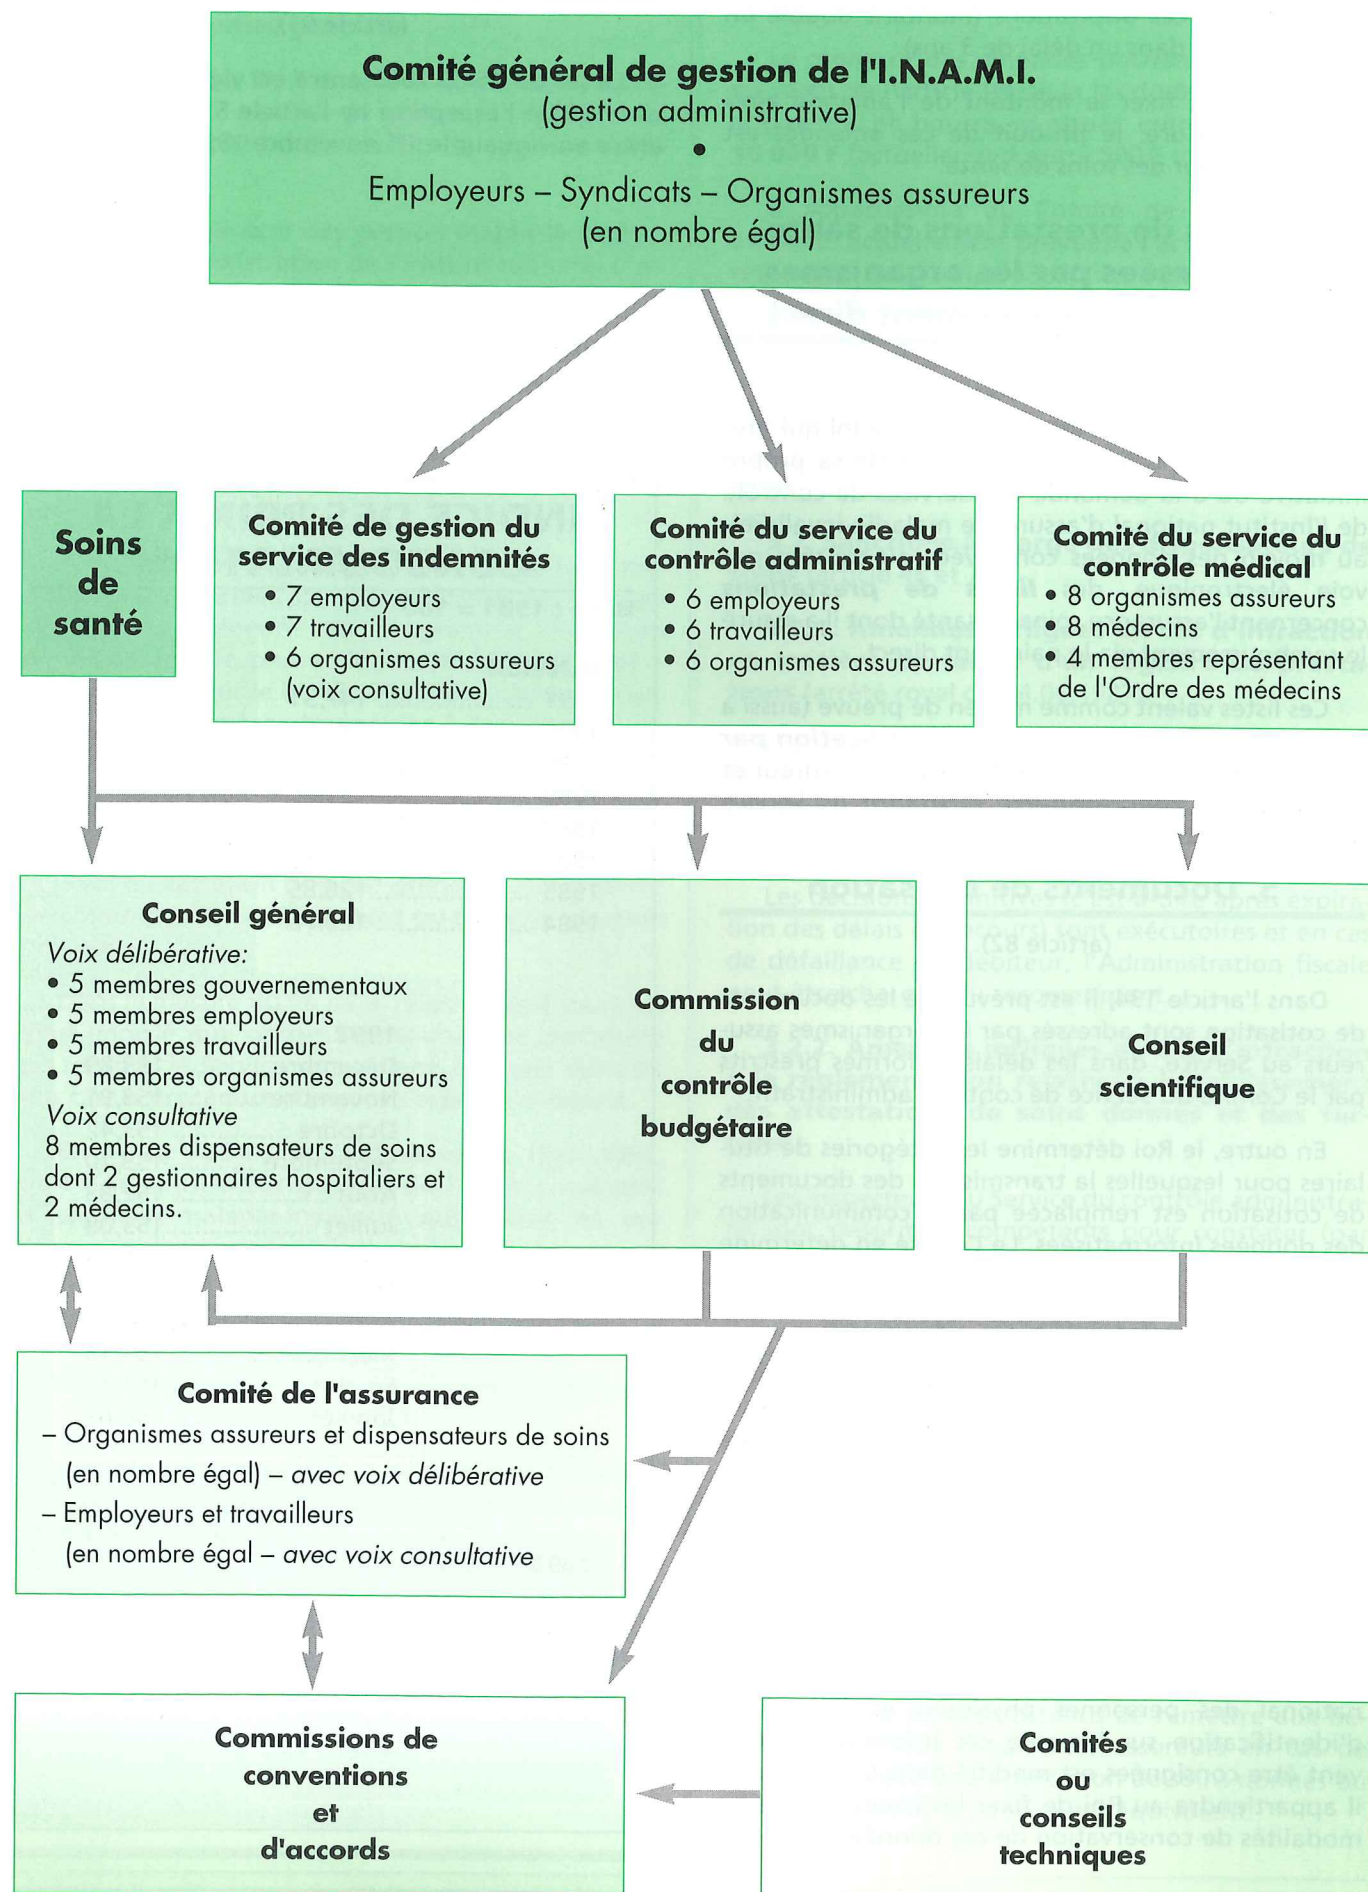 Comité général de gestion de l'I.N.A.M.I.
(gestion administrative)
•
Employeurs – Syndicats – Organismes assureurs
(en nombre égal)
Soins
de
santé
Comité de gestion du
service des indemnités
• 7 employeurs
• 7 travailleurs
• 6 organismes assureurs
(voix consultative)
Comité du service du
contrôle administratif
• 6 employeurs
• 6 travailleurs
• 6 organismes assureurs
Comité du service du
contrôle médical
• 8 organismes assureurs
• 8 médecins
• 4 membres représentant
de l'Ordre des médecins
Conseil général
Voix délibérative:
• 5 membres gouvernementaux
• 5 membres employeurs
• 5 membres travailleurs
• 5 membres organismes assureurs
Voix consultative
8 membres dispensateurs de soins
dont 2 gestionnaires hospitaliers et
2 médecins.
Commission
du
contrôle
budgétaire
Conseil
scientifique
Comité de l'assurance
– Organismes assureurs et dispensateurs de soins
(en nombre égal) – avec voix délibérative
– Employeurs et travailleurs
(en nombre égal – avec voix consultative
Commissions de
conventions
et
d'accords
Comités
ou
conseils
techniques